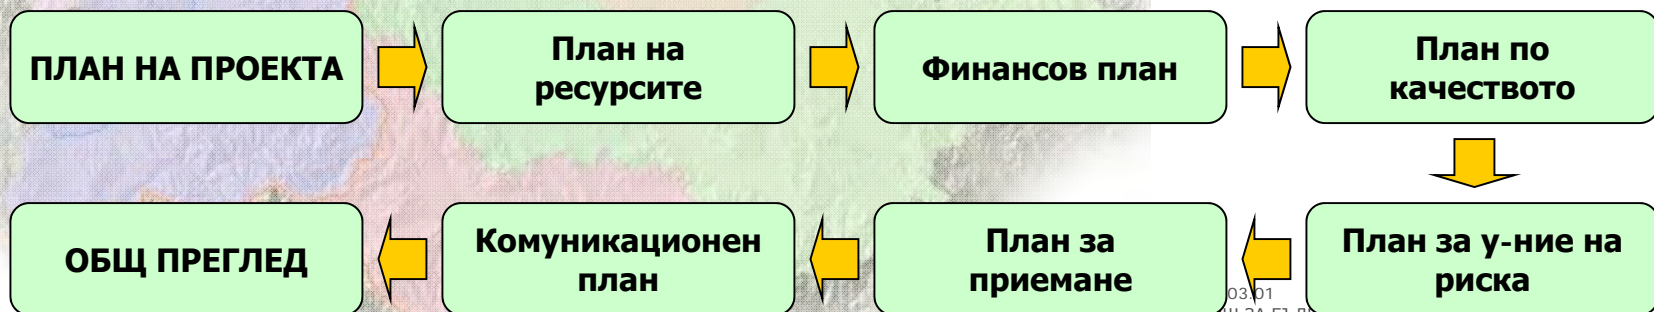 ПЛАН НА ПРОЕКТА
План на
ресурсите
Финансов план
План по
качеството
План за у-ние на
риска
План за
приемане
Комуникационен
план
ОБЩ ПРЕГЛЕД
03.01